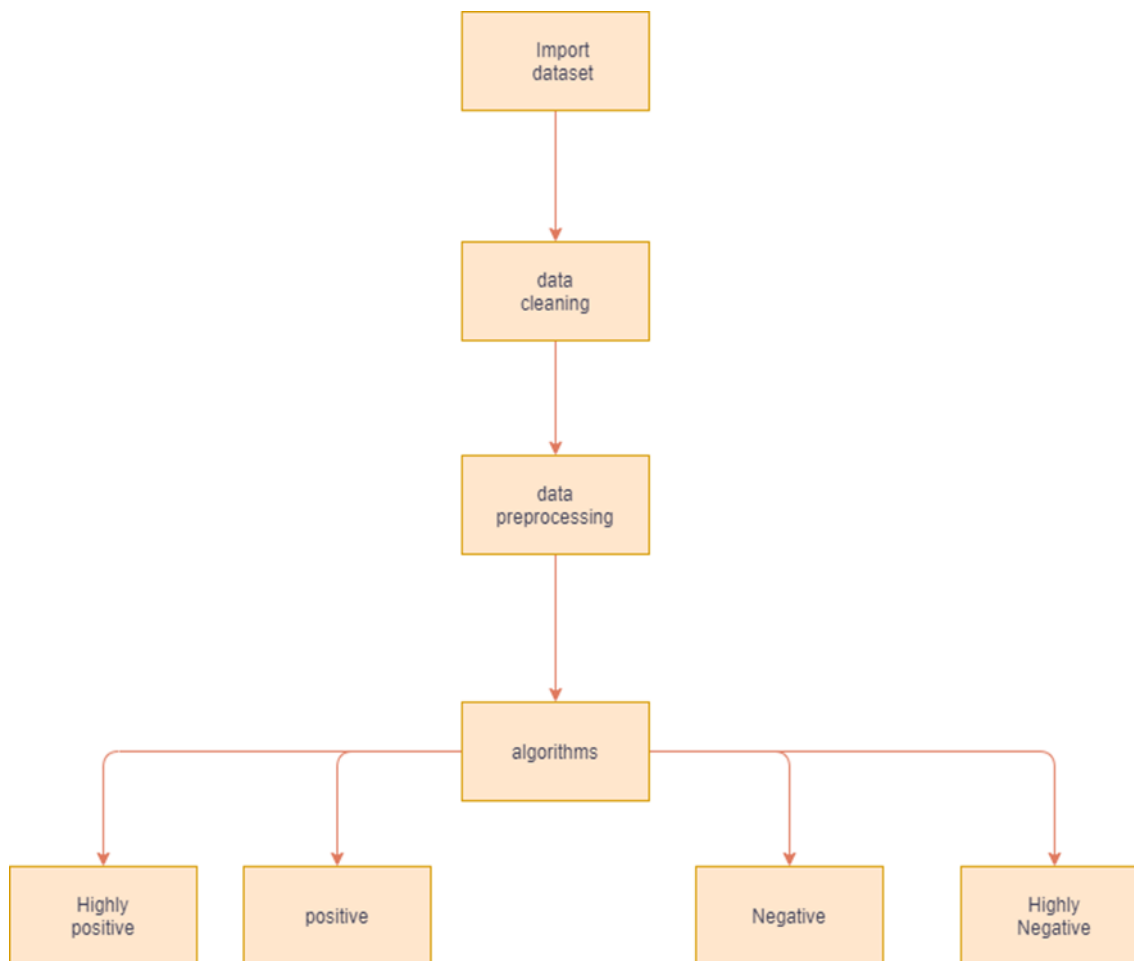 Import
dataset
data
cleaning
data
preprocessing
algorithms
Highly
positive
positive
Negative
Highly
Negative